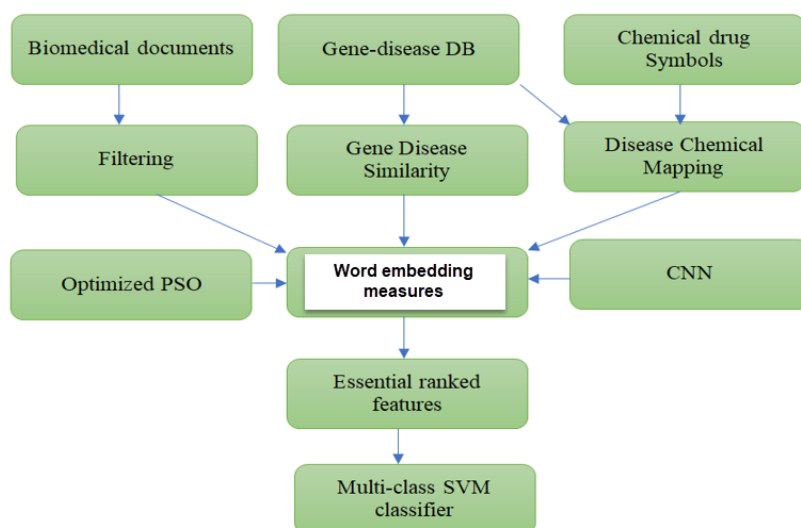 Biomedical documents
Gene-disease DB
Chemical drug
Symbols
Filtering
Gene Disease
Similarity
Disease Chemical
Mapping
Optimized PSO
Word embedding
measures
CNN
Essential ranked
features
Multi-class SVM
classifier